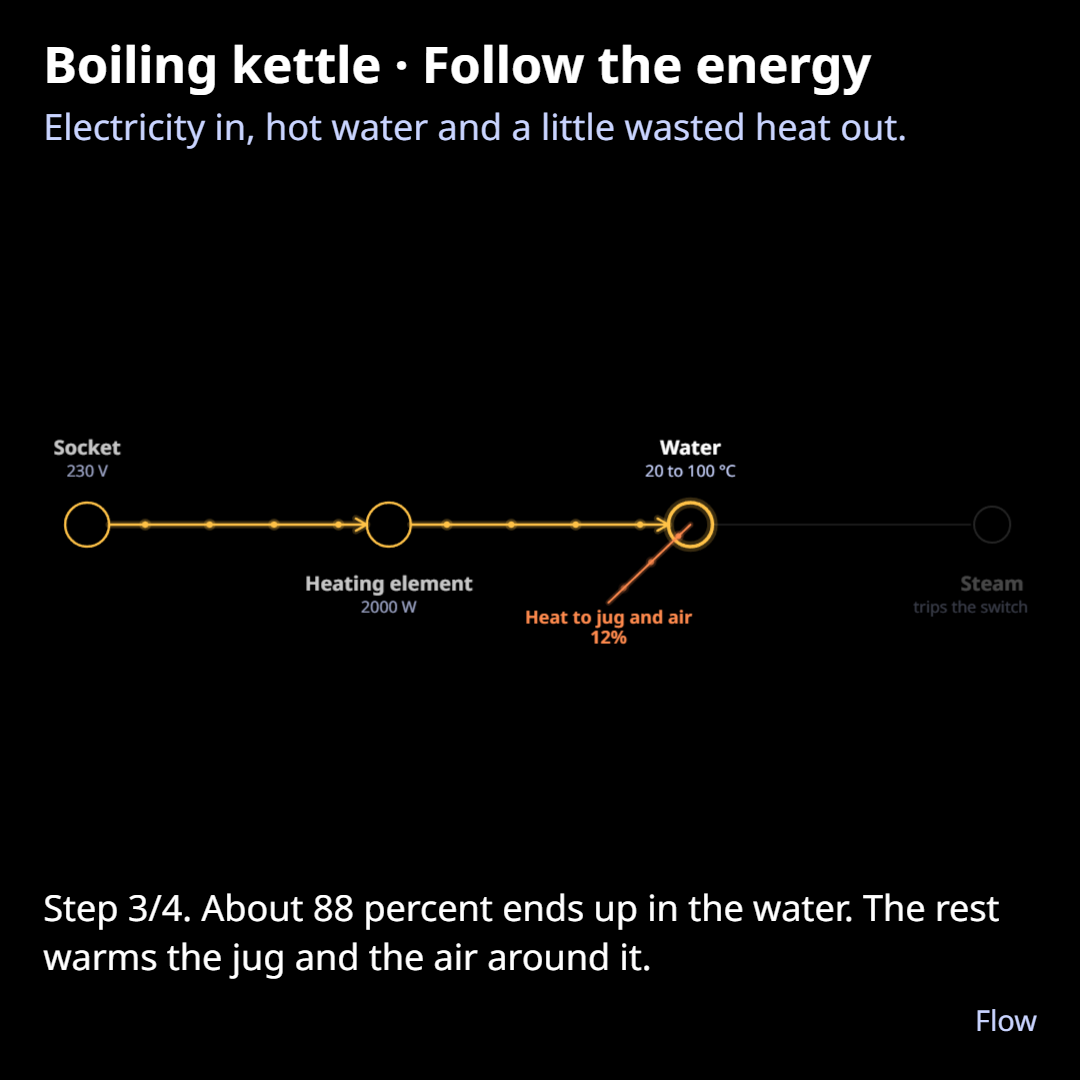 Boiling kettle · Follow the energy
Electricity in, hot water and a little wasted heat out.
Socket
230 V
Water
20 to 100 °C
Heating element
2000 W
Steam
trips the switch
Heat to jug and air
12%
Step 3/4. About 88 percent ends up in the water. The rest
warms the jug and the air around it.
Flow